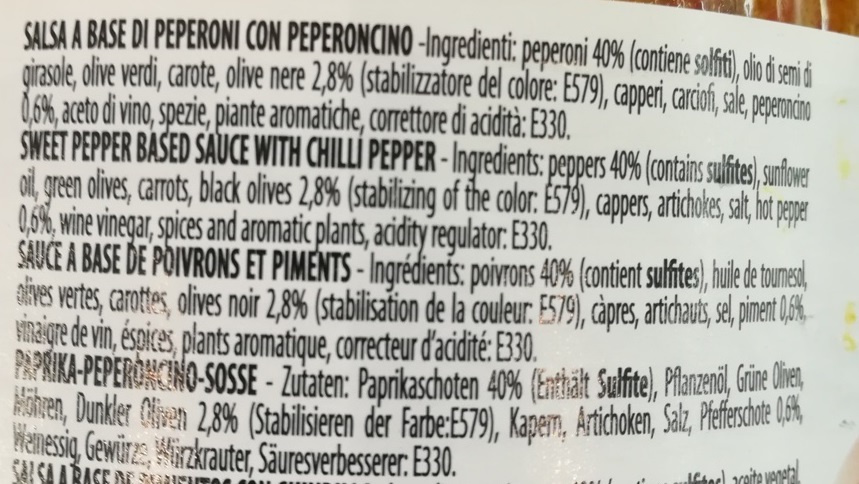 SALSA A BASE DI PEPERONI CON PEPERONCINO -Ingredienti: peperoni 40% (contiene solfiti), olio di semi di
girasole, olive verdi, carote, olive nere 2,8% (stabilizzatore del colore: E579), capperi, carciofi, sale, peperoncino
0,6%, aceto di vino, spezie, piante aromatiche, correttore di acidità: E330.
SWEET PEPPER BASED SAUCE WITH CHILLI PEPPER - Ingredients: peppers 40% (contains sulfites), sunflower
oil, green olives, carrots, black olives 2,8% (stabilizing of the color: E579), cappers, artichokes, salt, hot pepper
0,6%, wine vinegar, spices and aromatic plants, acidity regulator: E330.
SAUCE À BASE DE POIVRONS ET PIMENTS - Ingrédients: poivrons 40% (contient sulfites), huile de tournesol,
olives vertes, carottes, olives noir 2,8% (stabilisation de la couleur: E579), càpres, artichauts, sel, piment 0,6%,
vinaigre de vin, éspices, plants aromatique, correcteur d'acidité: E330.
PAPRIKA-PEPERONCINO-SOSSE - Zutaten: Paprikaschoten 40% (Enthält Sulfite), Pflanzenöl, Grüne Oliven,
Möhren, Dunkler Oliven 2,8% (Stabilisieren der Farbe:E579), Kapern, Artichoken, Salz, Pfefferschote 0,6%,
Weinessig, Gewürze, Würzkrauter, Säuresverbesserer: E330.
SALSA A BASE DE aceite vegetal,